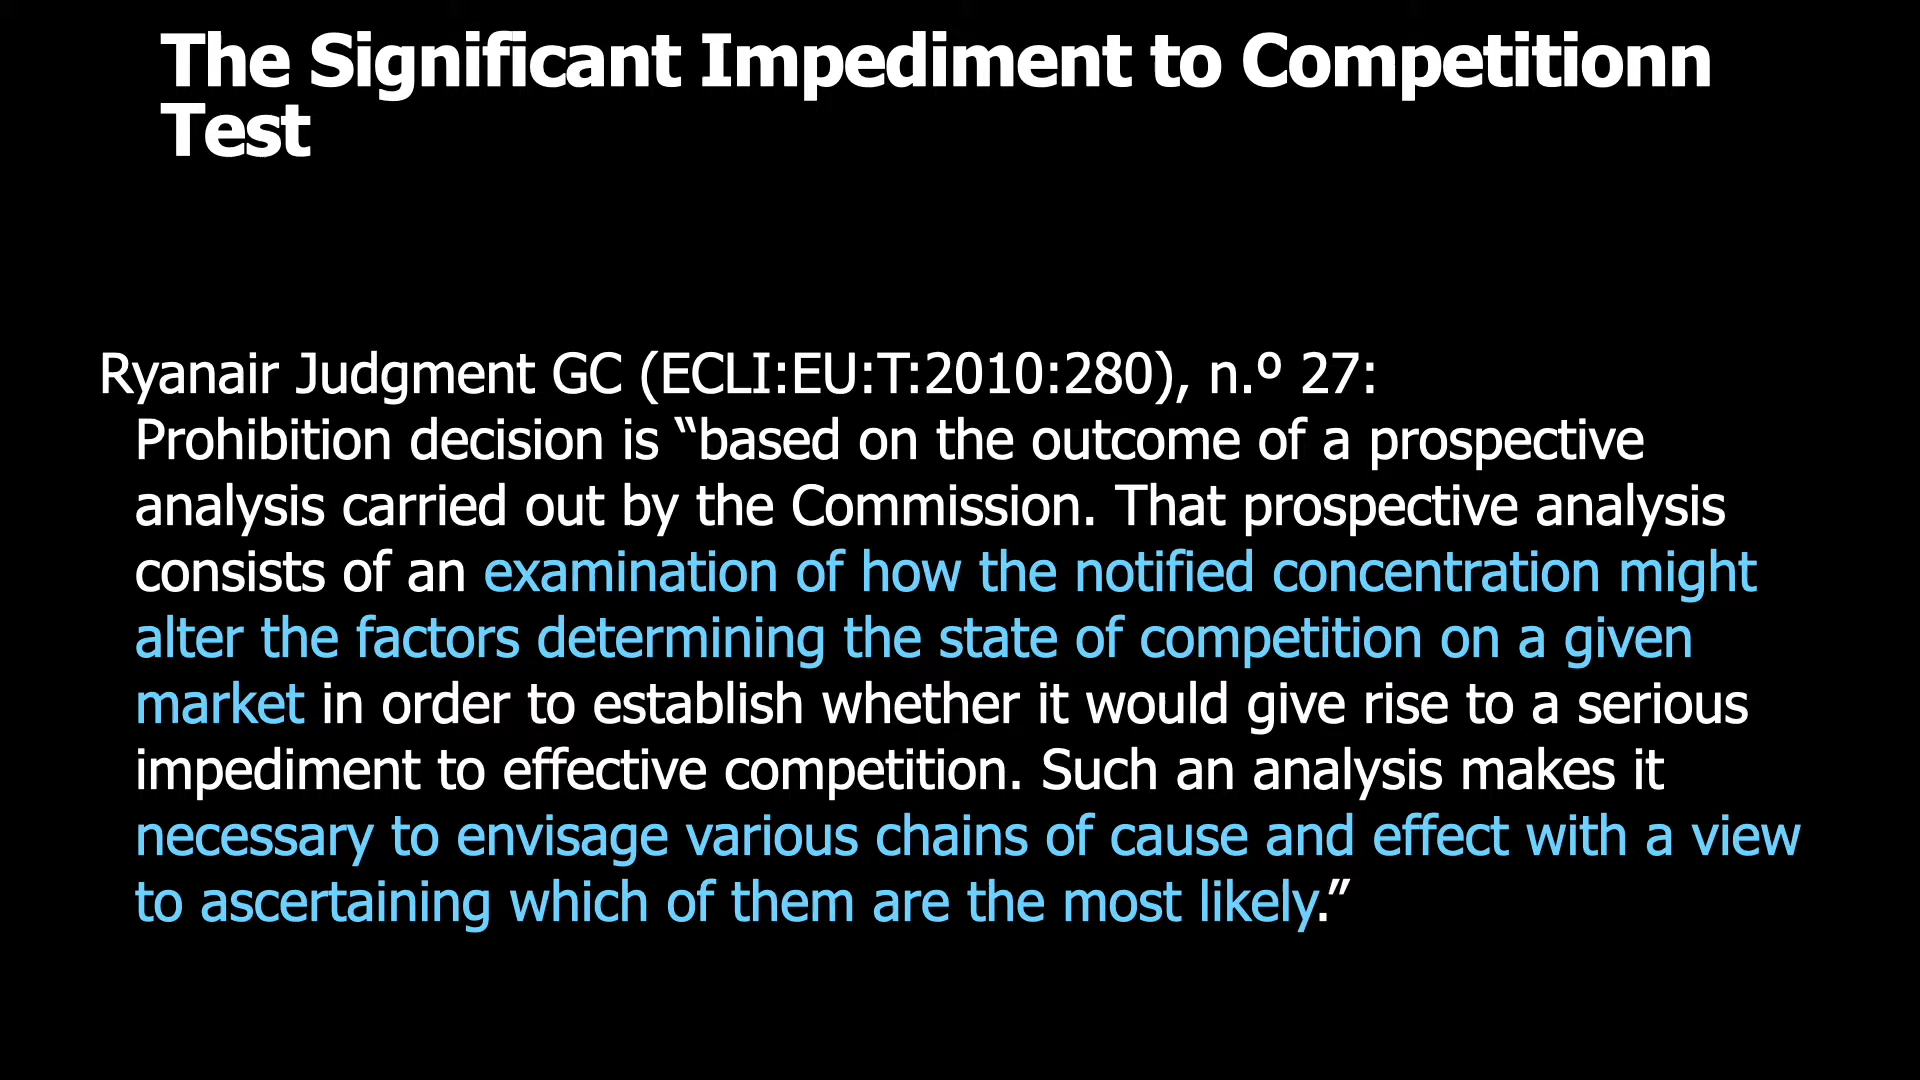 The Significant Impediment to Competitionn
Test
Ryanair Judgment GC (ECLI:EU:T:2010:280), n.º 27:
Prohibition decision is “based on the outcome of a prospective
analysis carried out by the Commission. That prospective analysis
consists of an examination of how the notified concentration might
alter the factors determining the state of competition on a given
market in order to establish whether it would give rise to a serious
impediment to effective competition. Such an analysis makes it
necessary to envisage various chains of cause and effect with a view
to ascertaining which of them are the most likely.”